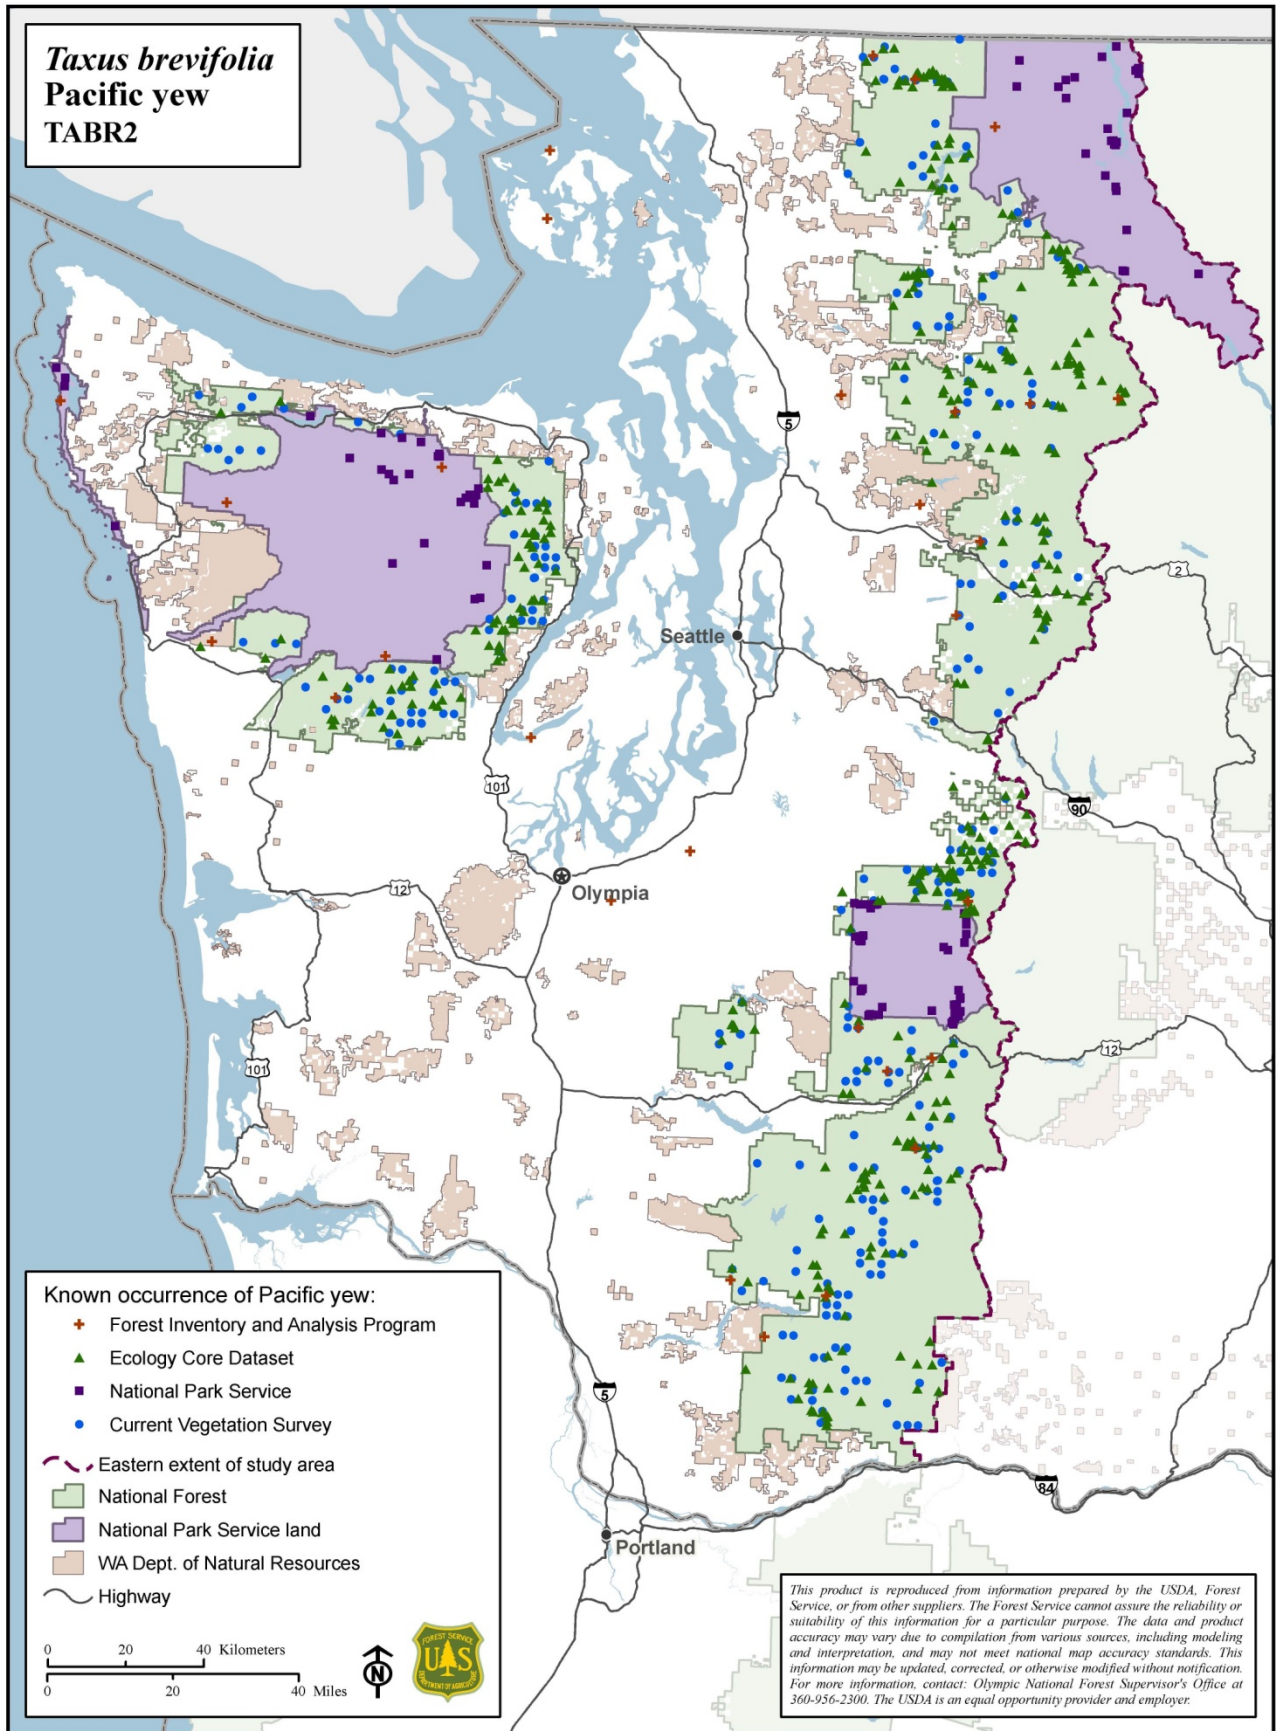 Taxus brevifolia
Pacific yew
TABR2
5
2
Seattle
101
90
12
Olympia
101
12
Known occurrence of Pacific yew:
Forest Inventory and Analysis Program
Ecology Core Dataset
National Park Service
Current Vegetation Survey
Eastern extent of study area
National Forest
National Park Service land
WA Dept. of Natural Resources
Highway
0 20 40 Kilometers
0 20 40 Miles
N
FOREST SERVICE
U S
DEPARTMENT OF AGRICULTURE
5
84
Portland
This product is reproduced from information prepared by the USDA, Forest
Service, or from other suppliers. The Forest Service cannot assure the reliability or
suitability of this information for a particular purpose. The data and product
accuracy may vary due to compilation from various sources, including modeling
and interpretation, and may not meet national map accuracy standards. This
information may be updated, corrected, or otherwise modified without notification.
For more information, contact: Olympic National Forest Supervisor's Office at
360-956-2300. The USDA is an equal opportunity provider and employer.